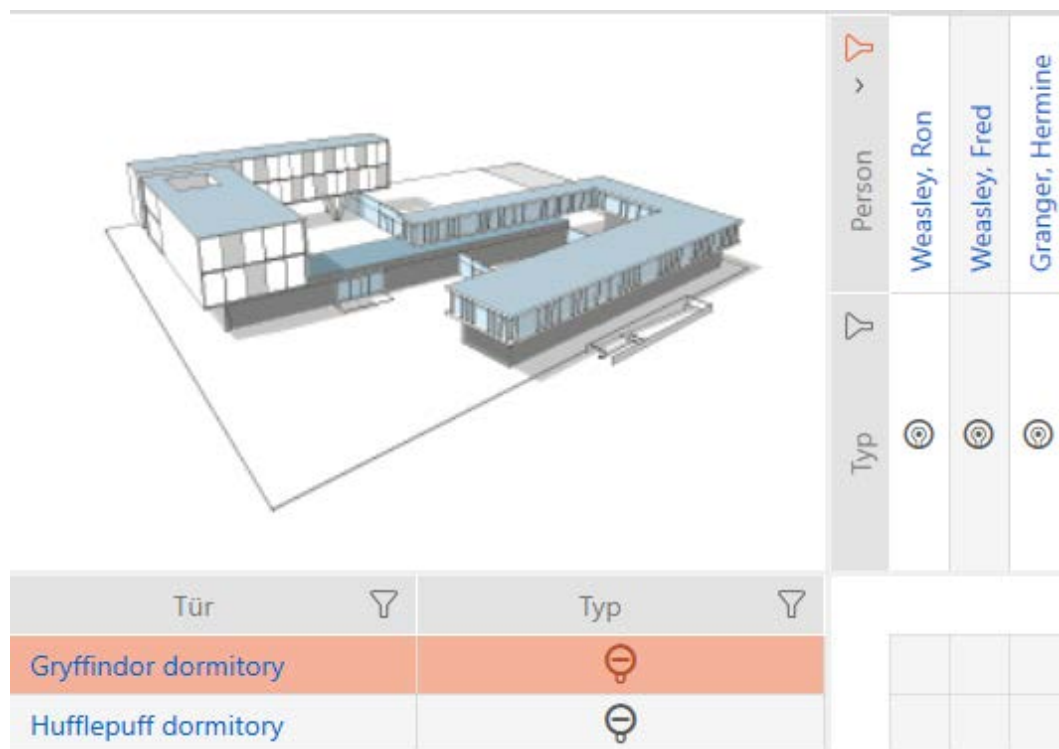 Person
Weasley, Ron
Weasley, Fred
Granger, Hermine
Typ
Tür
Typ
Gryffindor dormitory
Hufflepuff dormitory